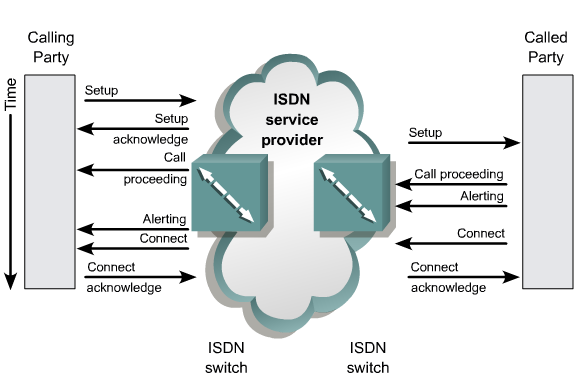 Calling
Party
Called
Party
Time
Setup
Setup
acknowledge
Call
proceeding
Alerting
Connect
Connect
acknowledge
ISDN
service
provider
Setup
Call proceeding
Alerting
Connect
Connect
acknowledge
ISDN
switch
ISDN
switch